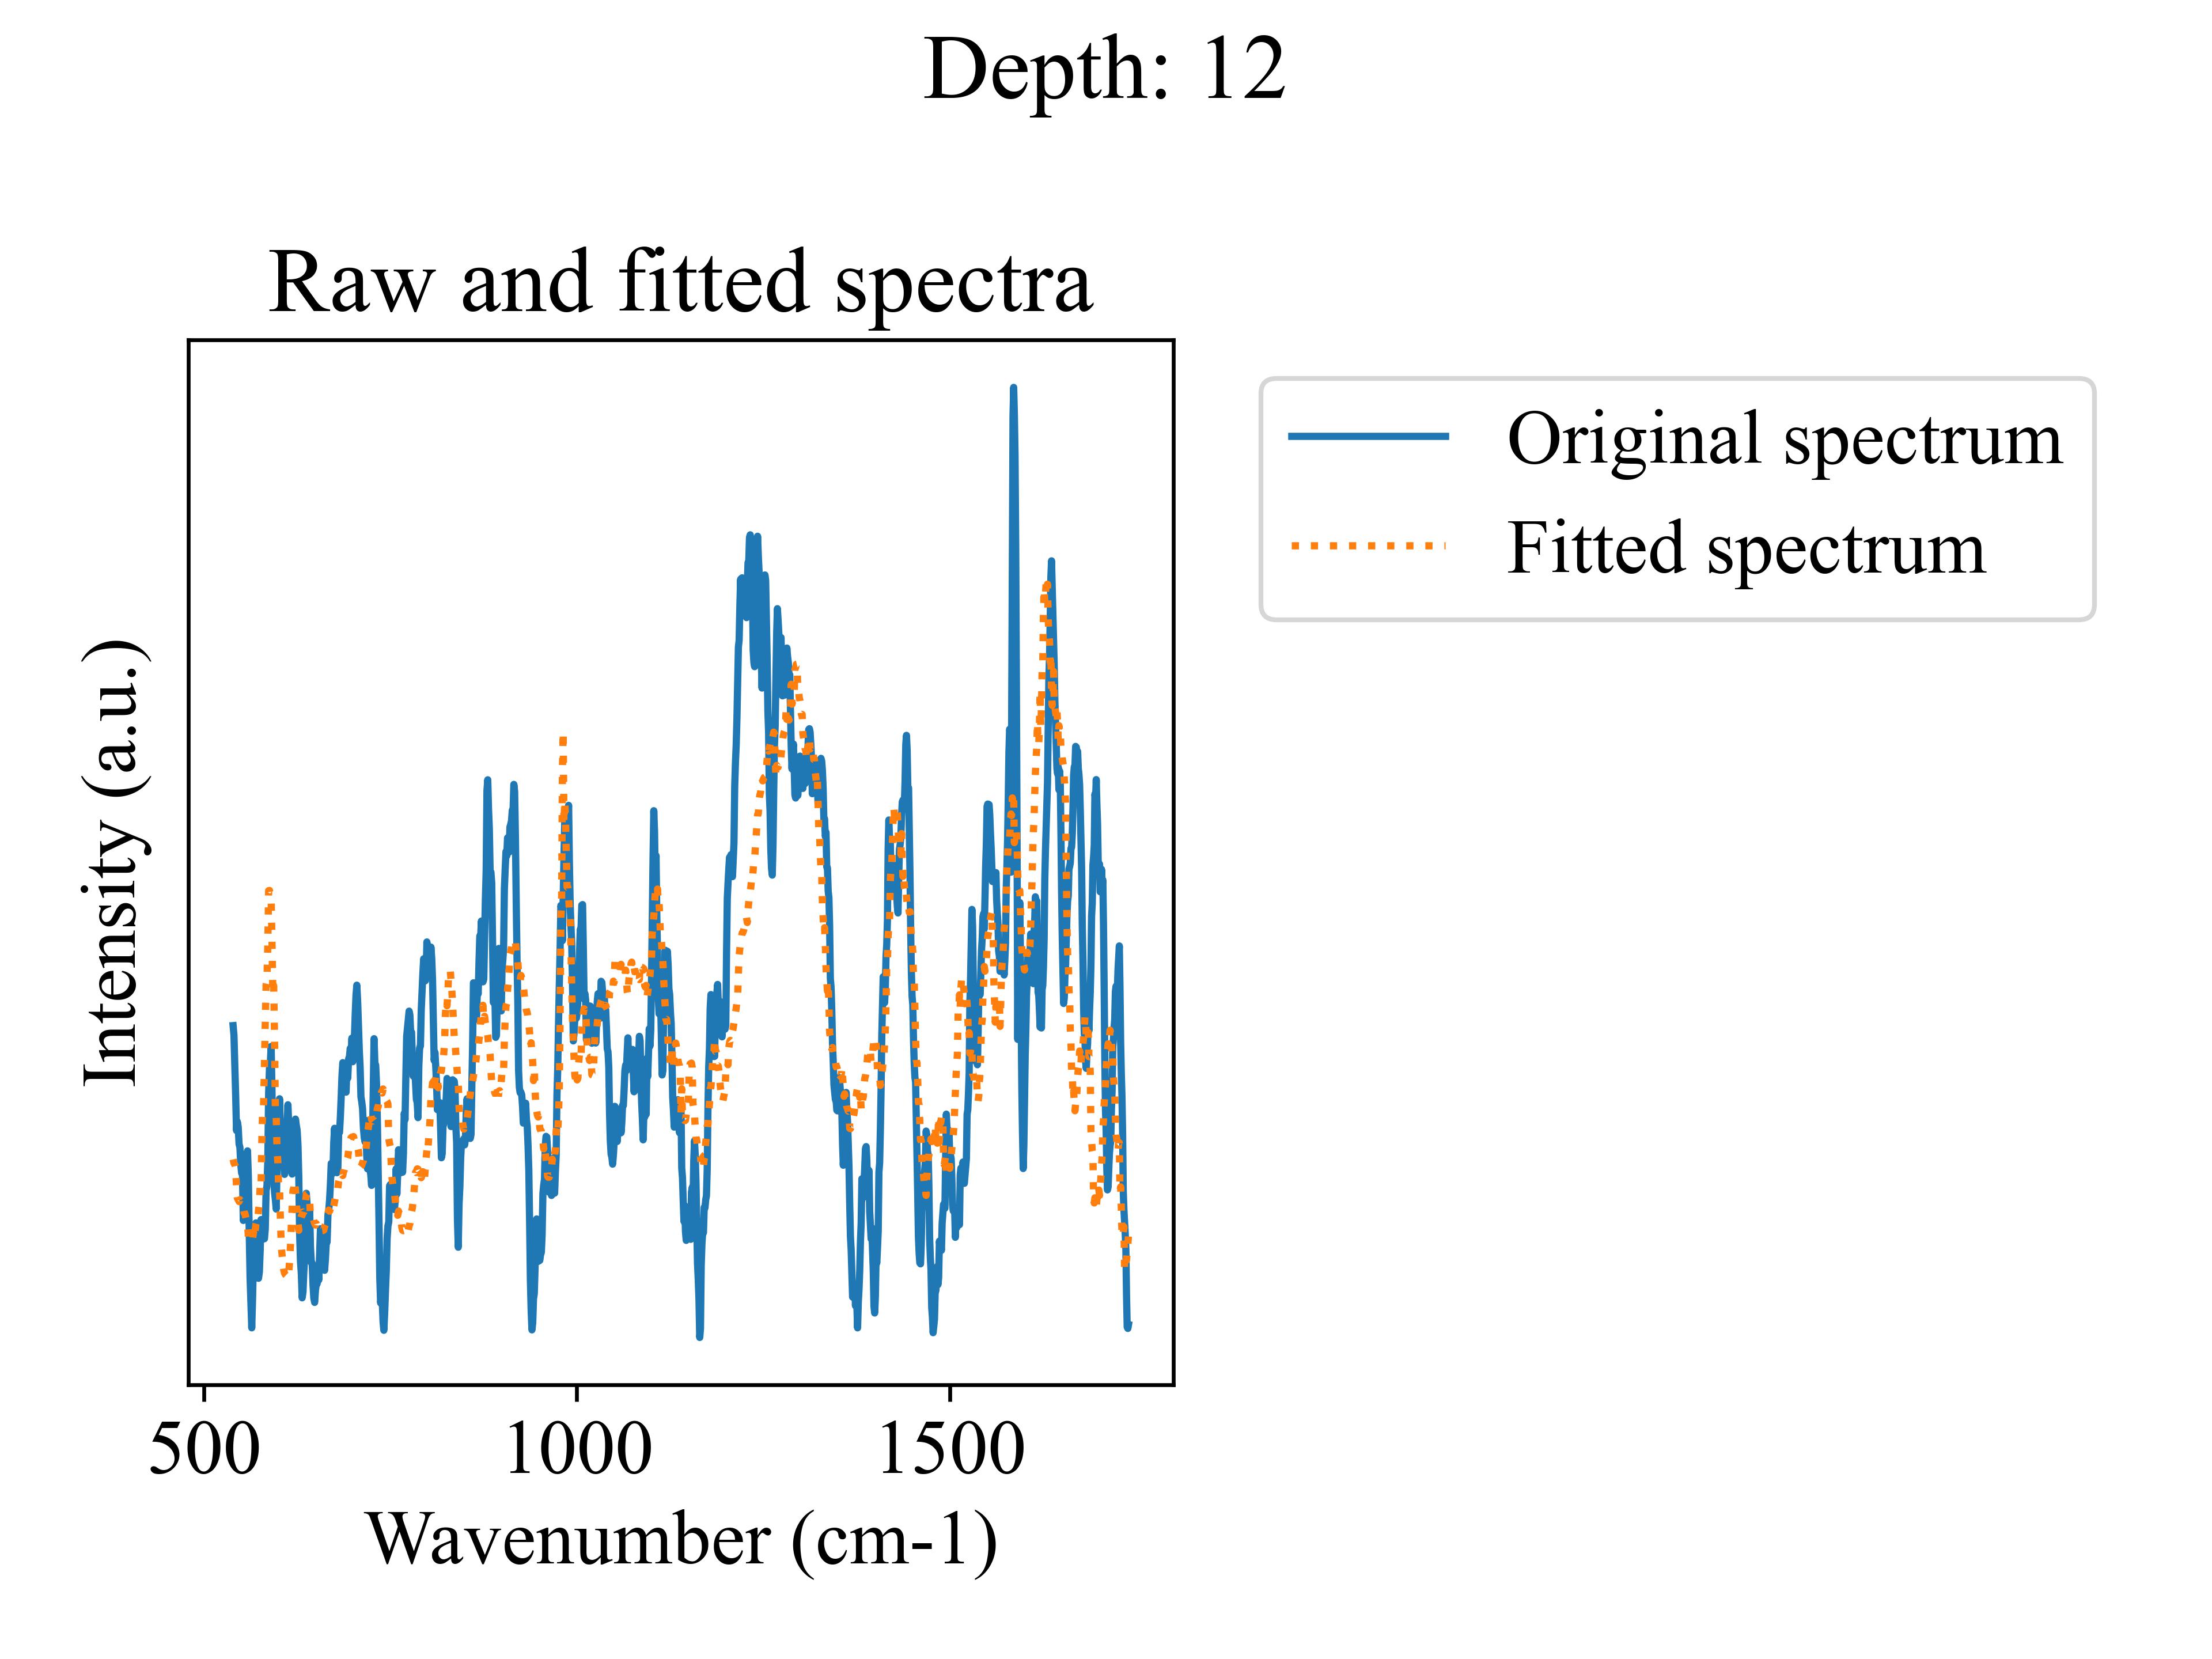 Depth: 12
Raw and fitted spectra
Original spectrum
Fitted spectrum
Intensity (a.u.)
500 1000 1500
Wavenumber (cm-1)